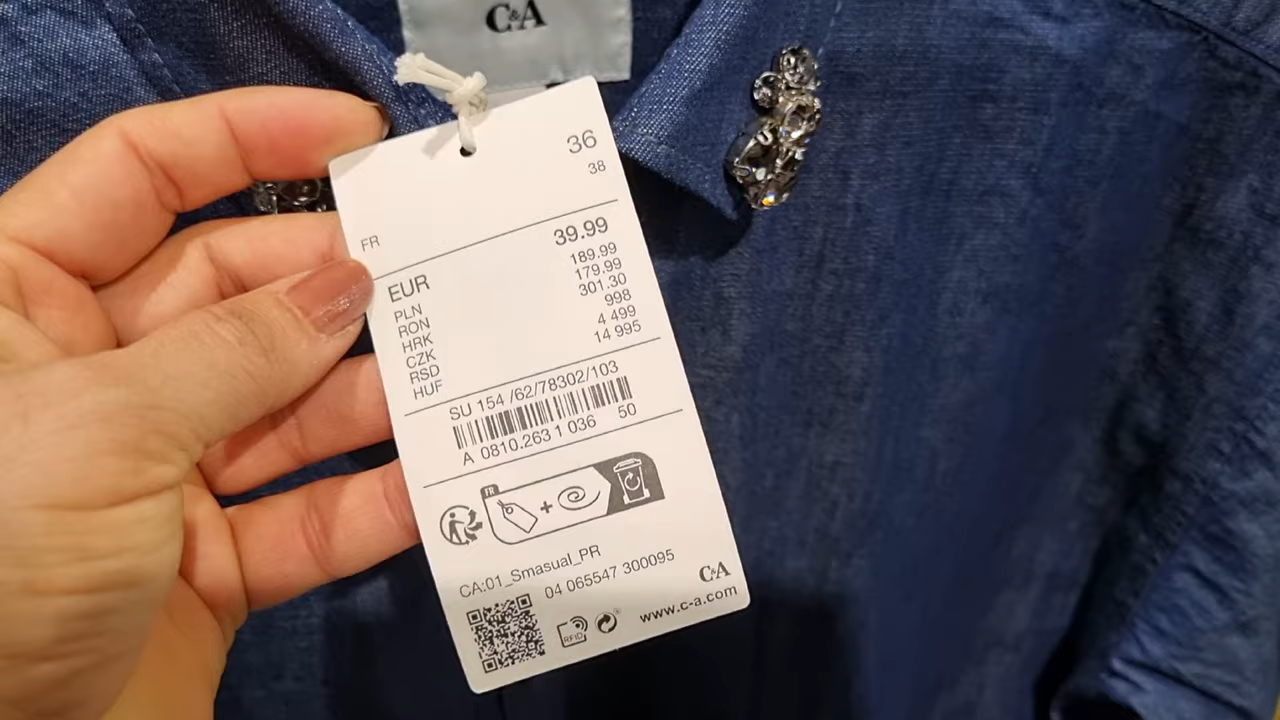 C&A
36
38
FR
EUR 39.99
PLN 189.99
RON 179.99
HRK 301.30
CZK 998
RSD 4 499
HUF 14 995
SU 154 /62/78302/103
A 0810.263 1 036 50
FR
CA:01_Smasual_PR
04 065547 300095
C&A
RFID
www.c-a.com